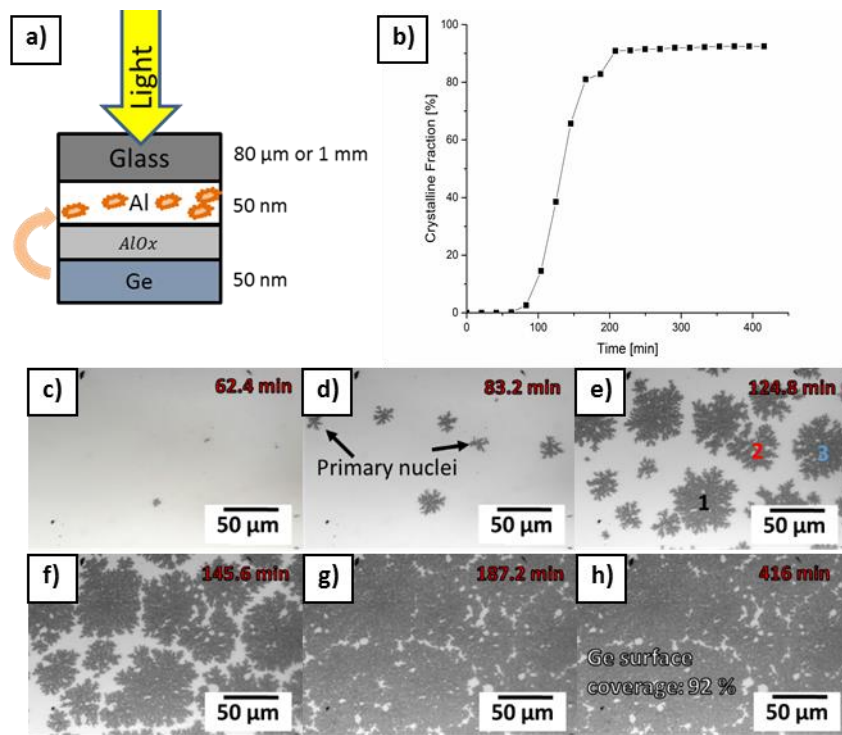 a)
Light
Glass
80 μm or 1 mm
Al
50 nm
AlOx
Ge
50 nm
b)
Crystalline Fraction [%]
100
80
60
40
20
0
0
100
200
300
400
Time [min]
c)
62.4 min
50 μm
d)
83.2 min
Primary nuclei
50 μm
e)
124.8 min
2
3
1
50 μm
f)
145.6 min
50 μm
g)
187.2 min
50 μm
h)
416 min
Ge surface
coverage: 92 %
50 μm